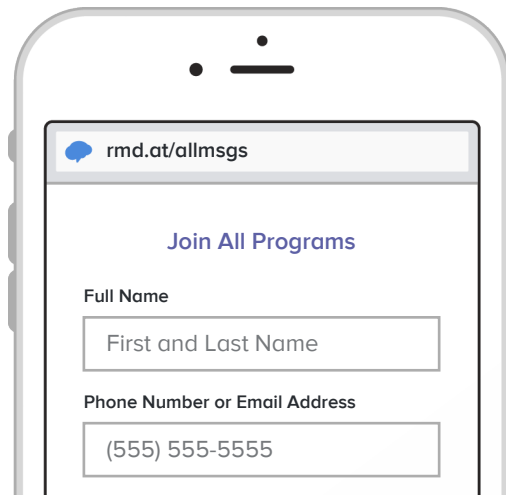 rmd.at/allmsgs
Join All Programs
Full Name
First and Last Name
Phone Number or Email Address
(555) 555-5555